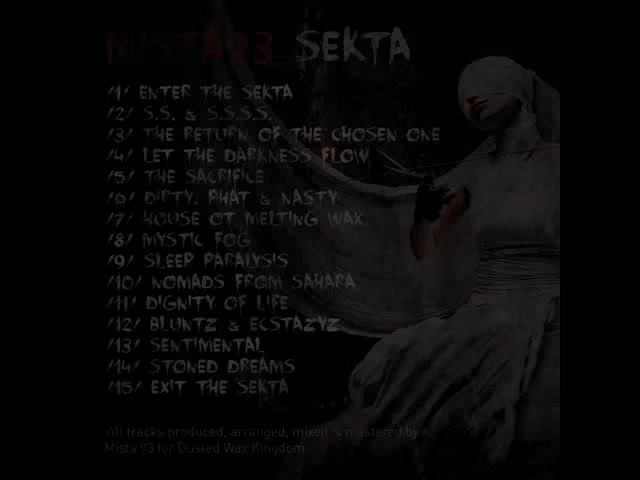 MISTA93 SEKTA
/1/ ENTER THE SEKTA
/2/ S.S. & S.S.S.S.
/3/ THE RETURN OF THE CHOSEN ONE
/4/ LET THE DARKNESS FLOW
/5/ THE SACRIFICE
/6/ DIRTY, PHAT & NASTY
/7/ HOUSE OT MELTING WAX
/8/ MYSTIC FOG
/9/ SLEEP PARALYSIS
/10/ NOMADS FROM SAHARA
/11/ DIGNITY OF LIFE
/12/ BLUNTZ & ECSTAZYZ
/13/ SENTIMENTAL
/14/ STONED DREAMS
/15/ EXIT THE SEKTA
All tracks produced, arranged, mixed & mastered by
Mista 93 for Dusted Wax Kingdom